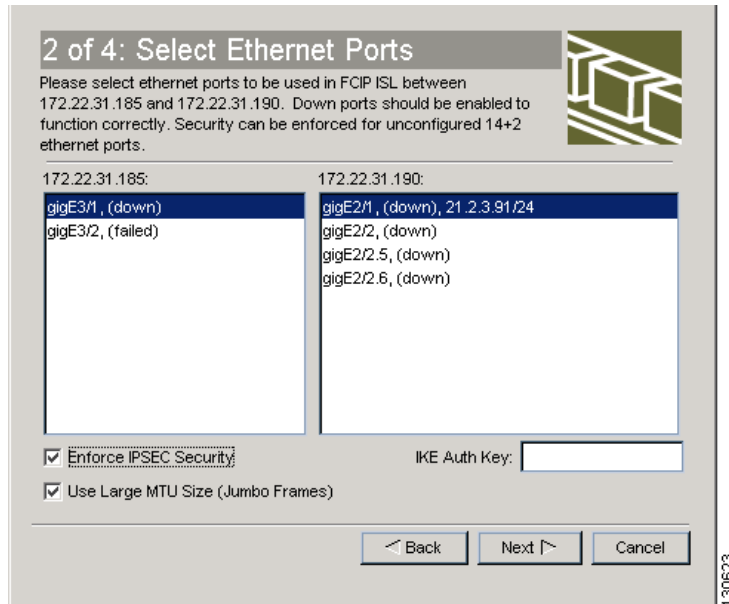 2 of 4: Select Ethernet Ports
Please select ethernet ports to be used in FCIP ISL between
172.22.31.185 and 172.22.31.190. Down ports should be enabled to
function correctly. Security can be enforced for unconfigured 14+2
ethernet ports.
172.22.31.185:
gigE3/1, (down)
gigE3/2, (failed)
172.22.31.190:
gigE2/1, (down), 21.2.3.91/24
gigE2/2, (down)
gigE2/2.5, (down)
gigE2/2.6, (down)
Enforce IPSEC Security
IKE Auth Key:
Use Large MTU Size (Jumbo Frames)
Back
Next
Cancel
130623